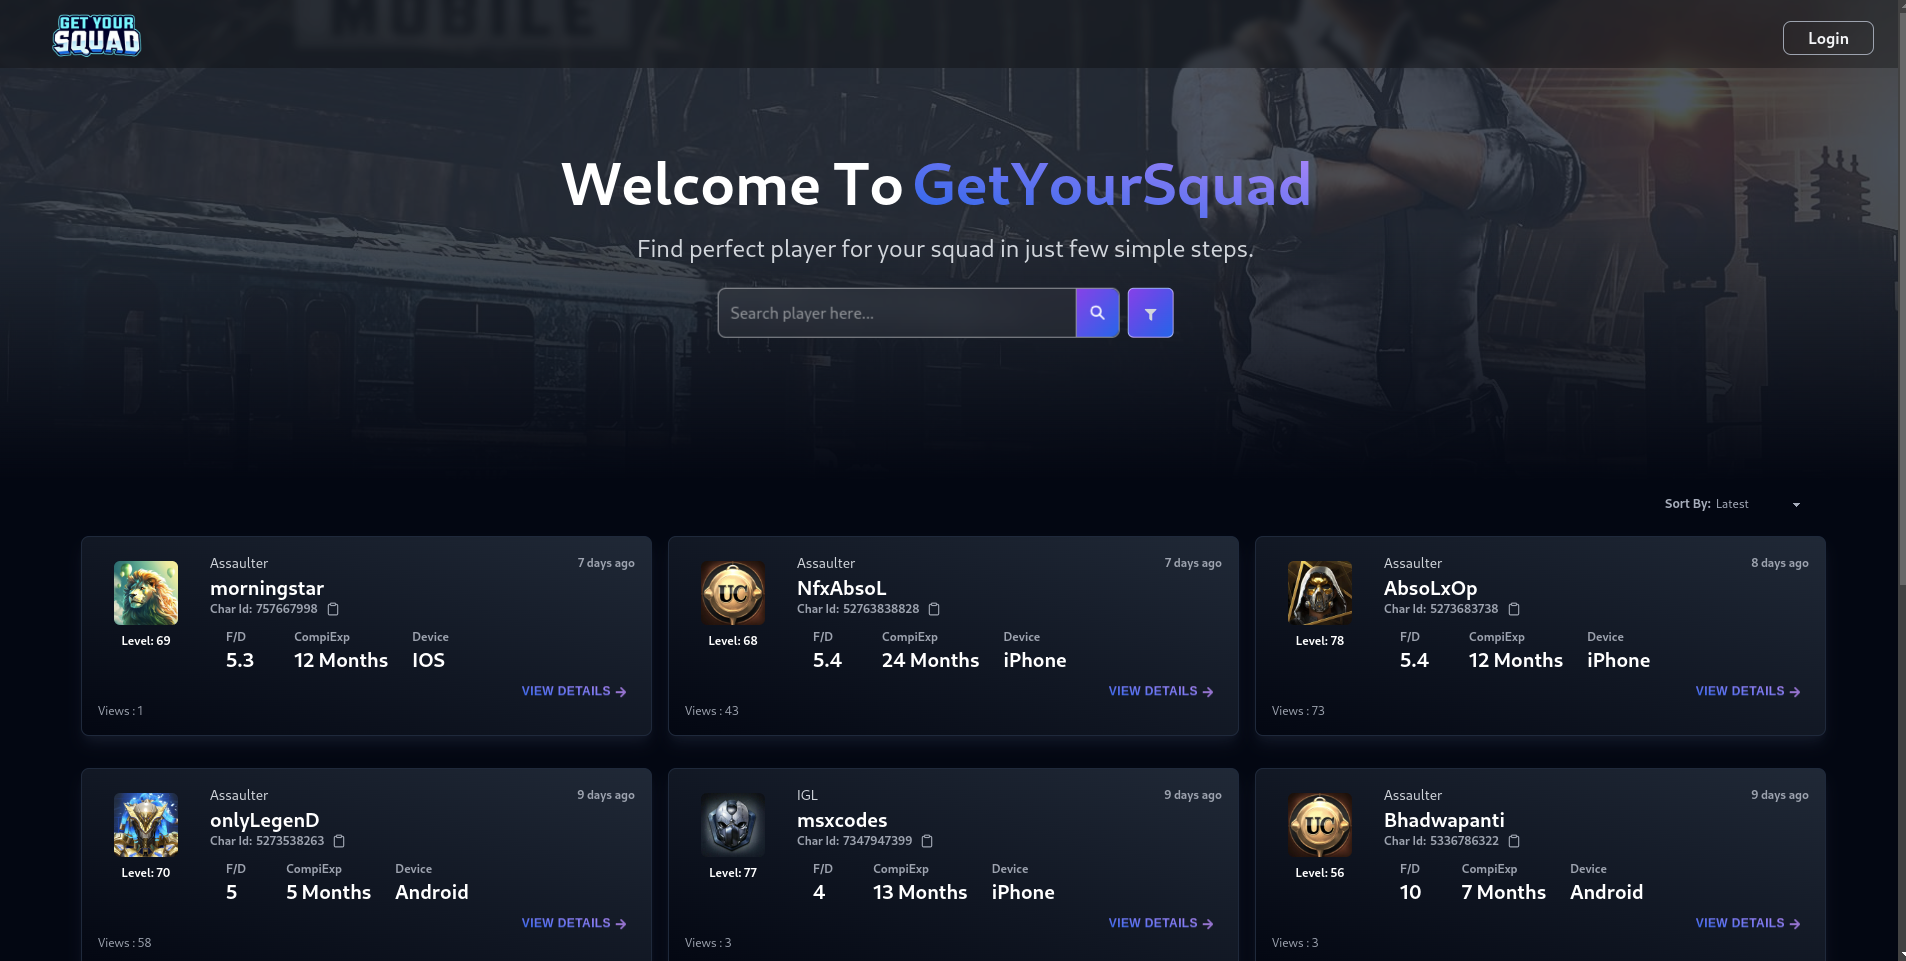 MOBILE
GET YOUR
SQUAD
Login
Welcome To GetYourSquad
Find perfect player for your squad in just few simple steps.
Search player here...
Sort By: Latest
Assaulter
7 days ago
morningstar
Char Id: 757667998
Level: 69
F/D CompiExp Device
5.3 12 Months IOS
VIEW DETAILS
Views : 1
Assaulter
7 days ago
NfxAbsoL
Char Id: 52763838828
UC
Level: 68
F/D CompiExp Device
5.4 24 Months iPhone
VIEW DETAILS
Views : 43
Assaulter
8 days ago
AbsoLxOp
Char Id: 5273683738
Level: 78
F/D CompiExp Device
5.4 12 Months iPhone
VIEW DETAILS
Views : 73
Assaulter
9 days ago
onlyLegenD
Char Id: 5273538263
Level: 70
F/D CompiExp Device
5 5 Months Android
VIEW DETAILS
Views : 58
IGL
9 days ago
msxcodes
Char Id: 7347947399
Level: 77
F/D CompiExp Device
4 13 Months iPhone
VIEW DETAILS
Views : 3
Assaulter
9 days ago
Bhadwapanti
Char Id: 5336786322
UC
Level: 56
F/D CompiExp Device
10 7 Months Android
VIEW DETAILS
Views : 3